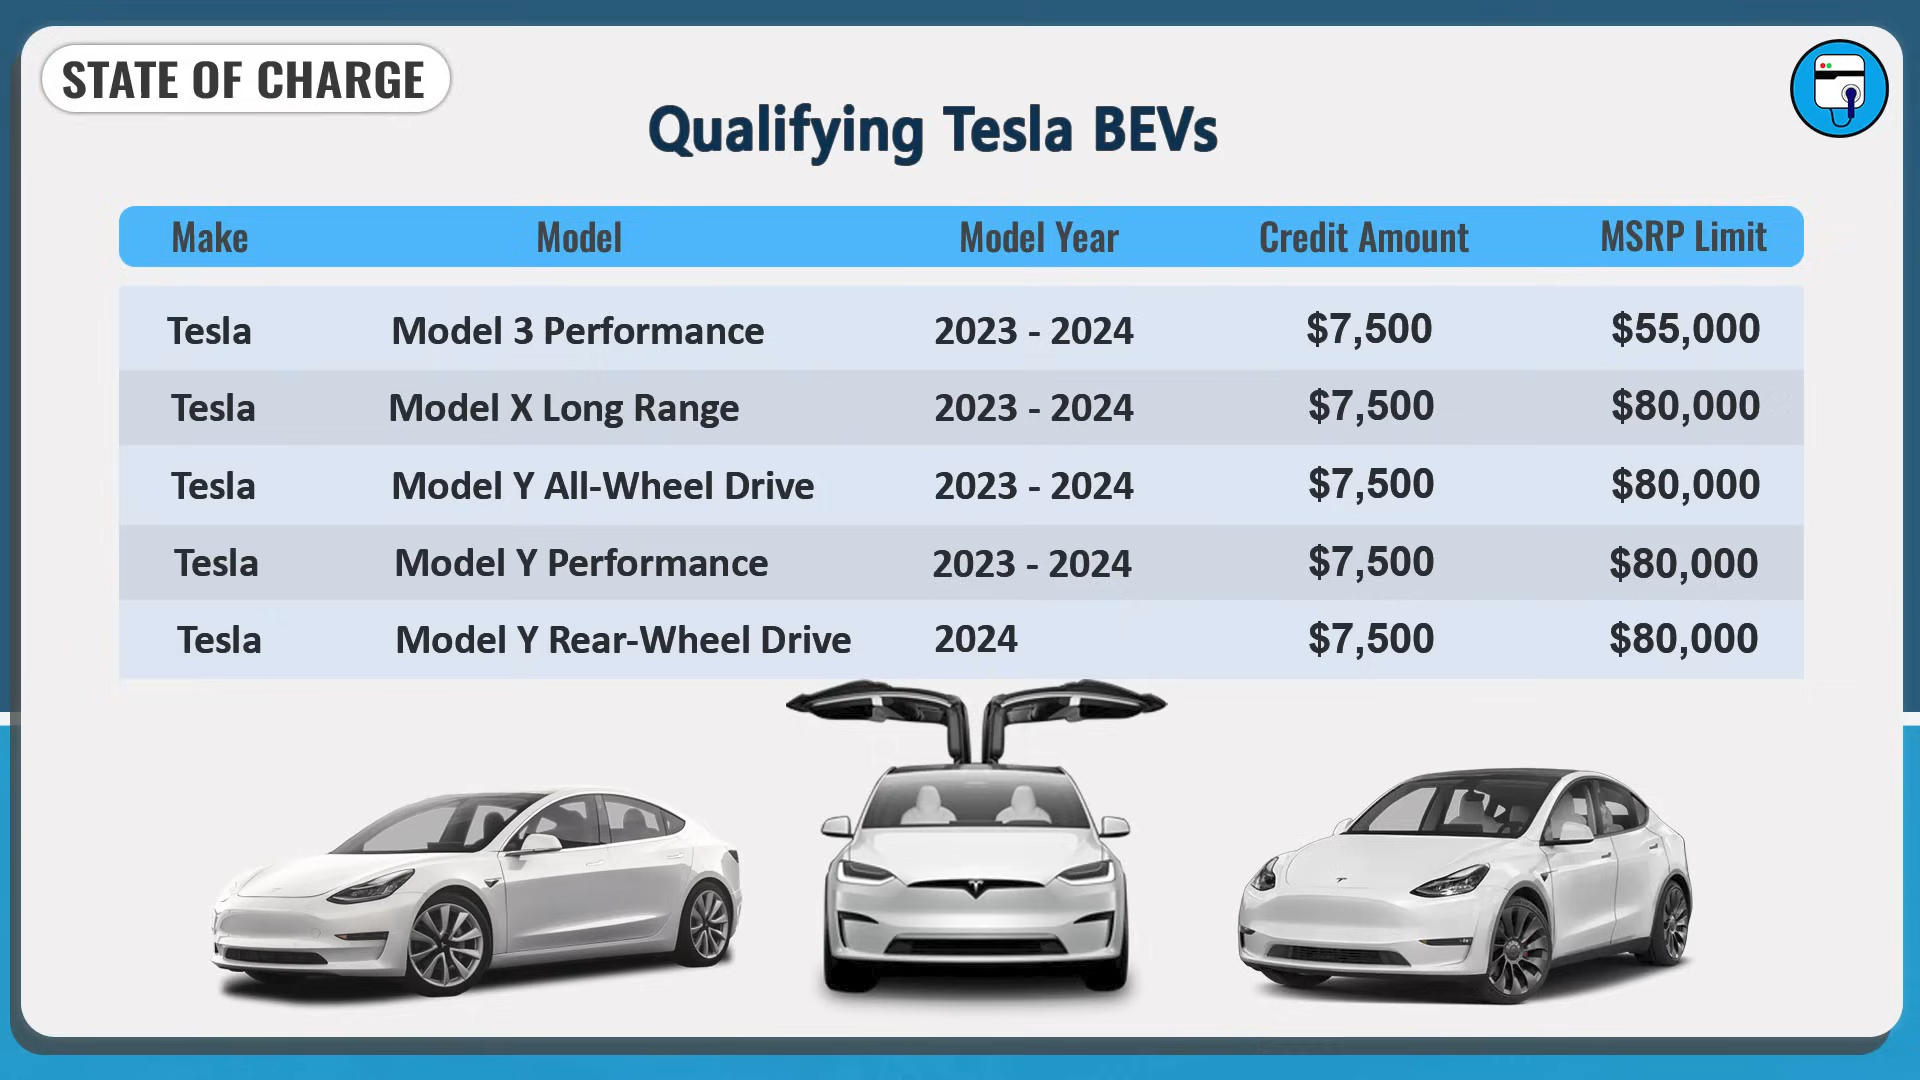 STATE OF CHARGE
Qualifying Tesla BEVs
Make Model Model Year Credit Amount MSRP Limit
Tesla Model 3 Performance 2023 - 2024 $7,500 $55,000
Tesla Model X Long Range 2023 - 2024 $7,500 $80,000
Tesla Model Y All-Wheel Drive 2023 - 2024 $7,500 $80,000
Tesla Model Y Performance 2023 - 2024 $7,500 $80,000
Tesla Model Y Rear-Wheel Drive 2024 $7,500 $80,000